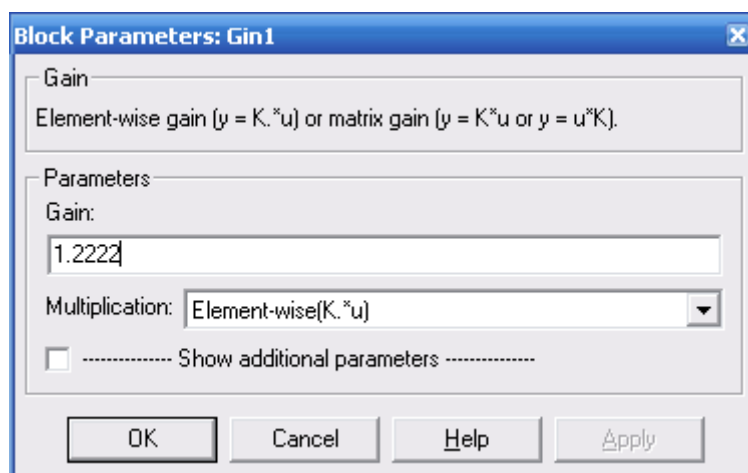 Block Parameters: Gin1
Gain
Element-wise gain (y = K.*u) or matrix gain (y = K*u or y = u*K).
Parameters
Gain:
1.2222
Multiplication: Element-wise(K.*u)
--------------- Show additional parameters ---------------
OK Cancel Help Apply